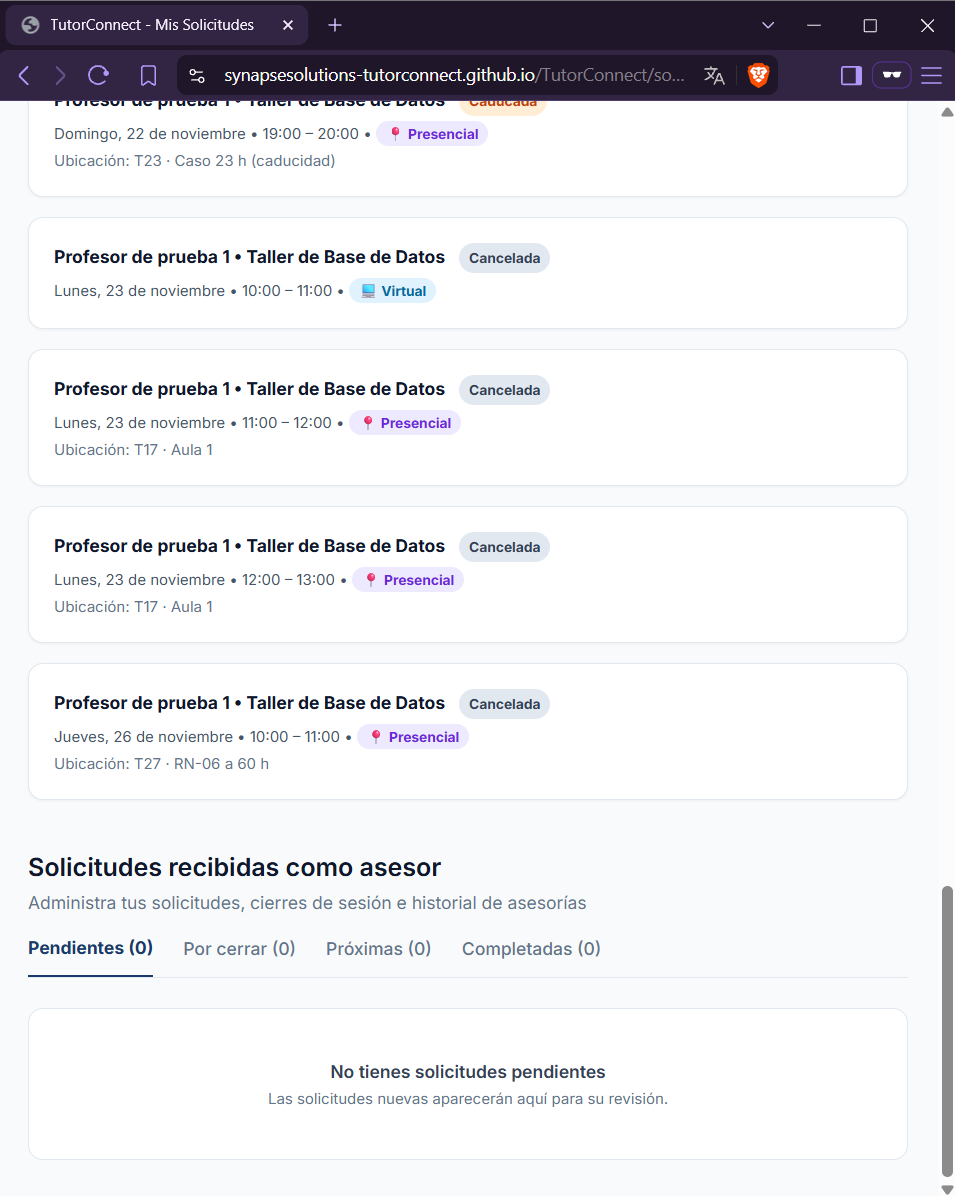 TutorConnect - Mis Solicitudes
synapsesolutions-tutorconnect.github.io/TutorConnect/so...
Profesor de prueba 1 • Taller de Base de Datos Caducada
Domingo, 22 de noviembre • 19:00 – 20:00 • Presencial
Ubicación: T23 · Caso 23 h (caducidad)
Profesor de prueba 1 • Taller de Base de Datos Cancelada
Lunes, 23 de noviembre • 10:00 – 11:00 • Virtual
Profesor de prueba 1 • Taller de Base de Datos Cancelada
Lunes, 23 de noviembre • 11:00 – 12:00 • Presencial
Ubicación: T17 · Aula 1
Profesor de prueba 1 • Taller de Base de Datos Cancelada
Lunes, 23 de noviembre • 12:00 – 13:00 • Presencial
Ubicación: T17 · Aula 1
Profesor de prueba 1 • Taller de Base de Datos Cancelada
Jueves, 26 de noviembre • 10:00 – 11:00 • Presencial
Ubicación: T27 · RN-06 a 60 h
Solicitudes recibidas como asesor
Administra tus solicitudes, cierres de sesión e historial de asesorías
Pendientes (0) Por cerrar (0) Próximas (0) Completadas (0)
No tienes solicitudes pendientes
Las solicitudes nuevas aparecerán aquí para su revisión.